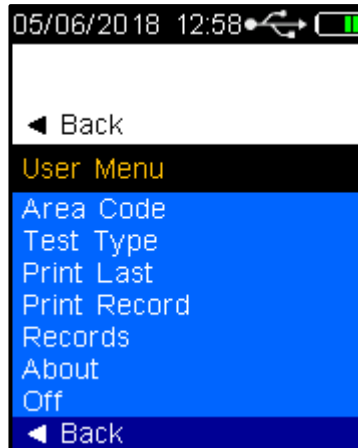 05/06/2018 12:58
◄ Back
User Menu
Area Code
Test Type
Print Last
Print Record
Records
About
Off
◄ Back